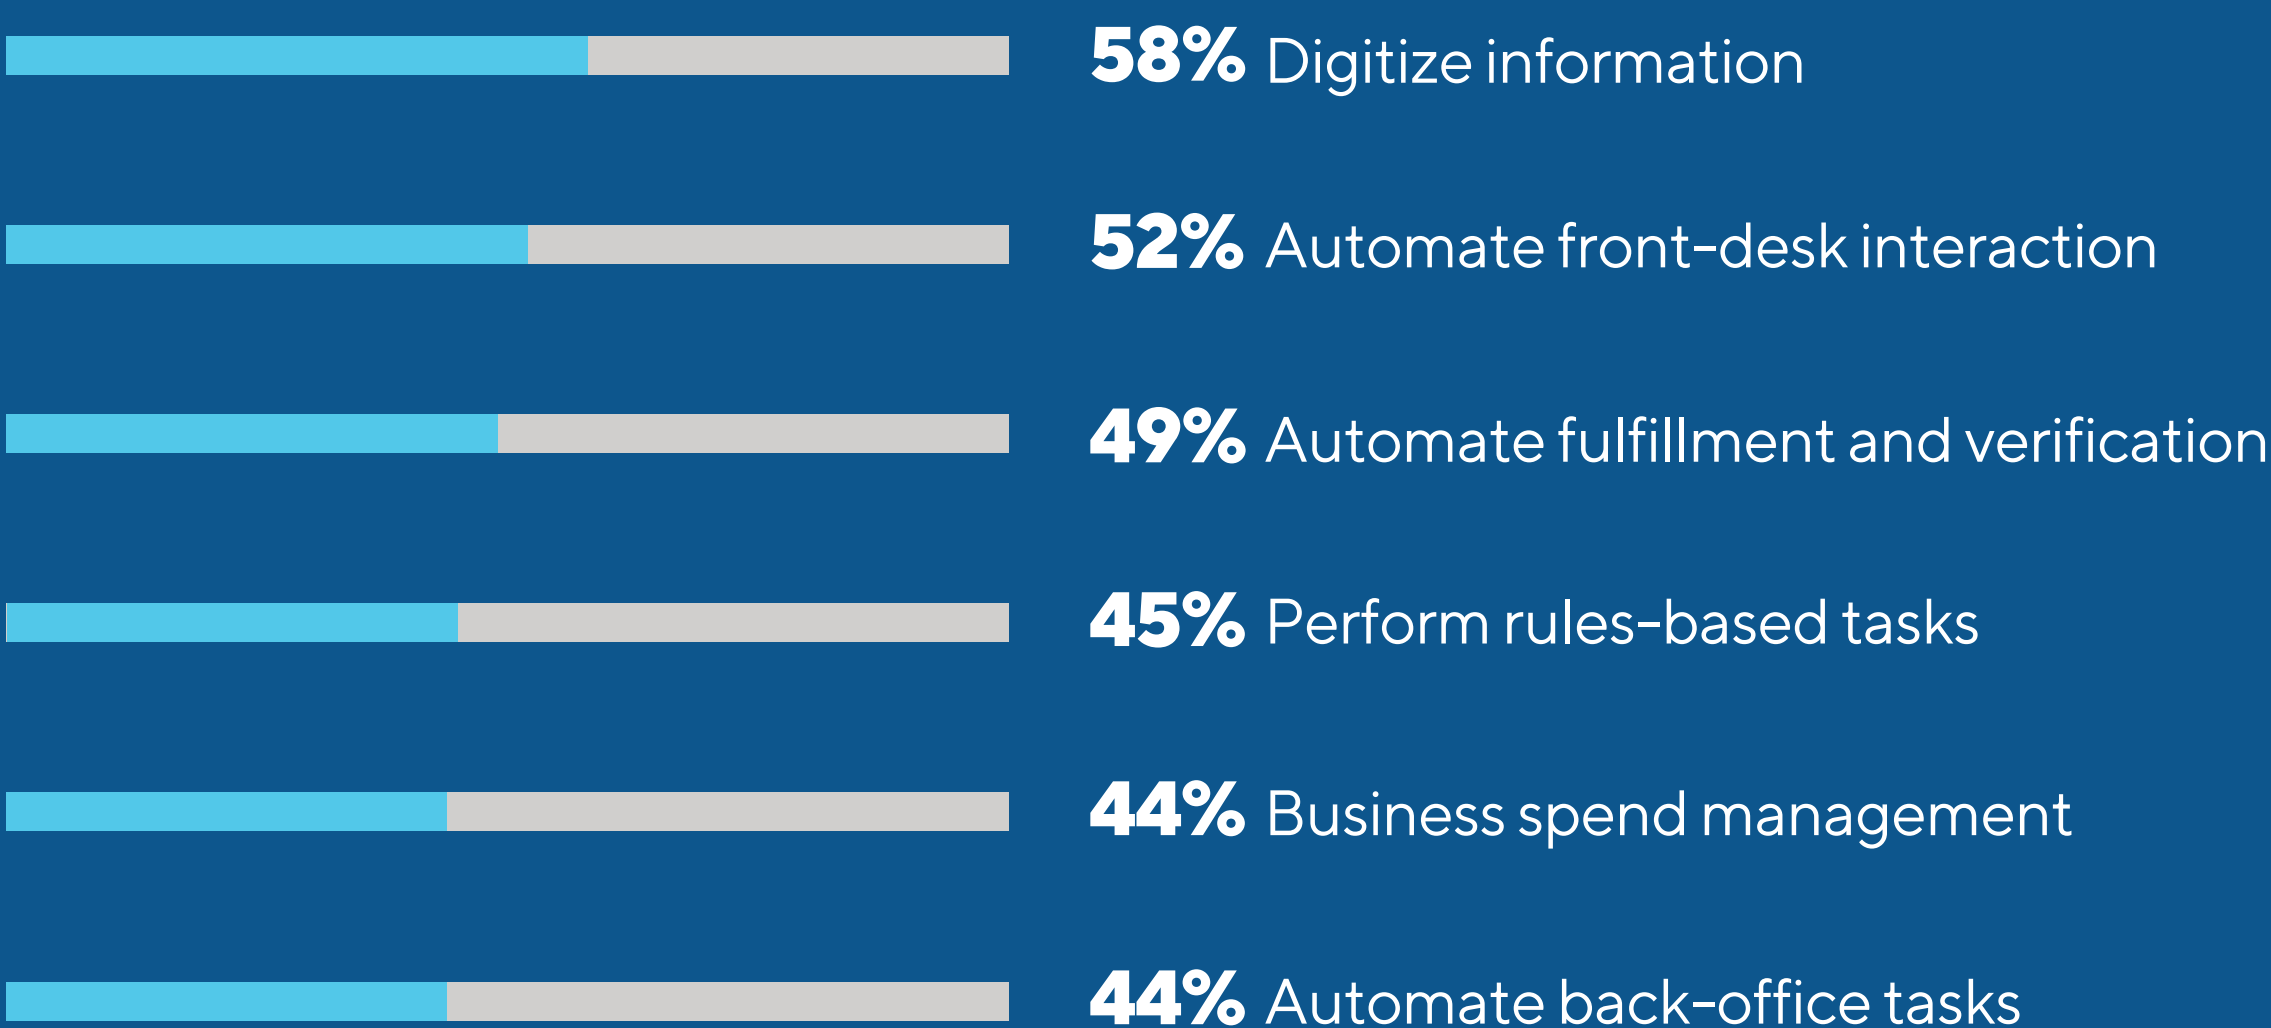 58% Digitize information
52% Automate front-desk interaction
49% Automate fulfillment and verification
45% Perform rules-based tasks
44% Business spend management
44% Automate back-office tasks